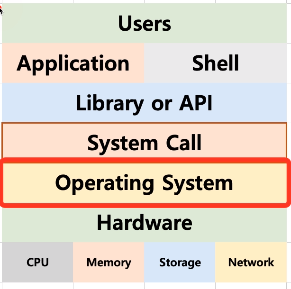 Users
Application Shell
Library or API
System Call
Operating System
Hardware
CPU Memory Storage Network